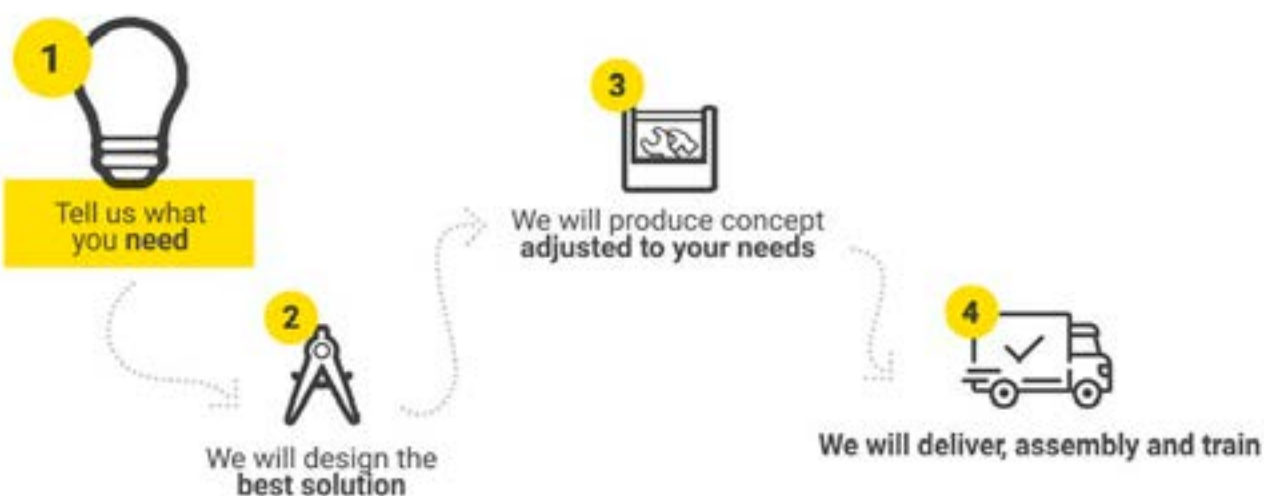 1
Tell us what
you need
2
We will design the
best solution
3
We will produce concept
adjusted to your needs
4
We will deliver, assembly and train